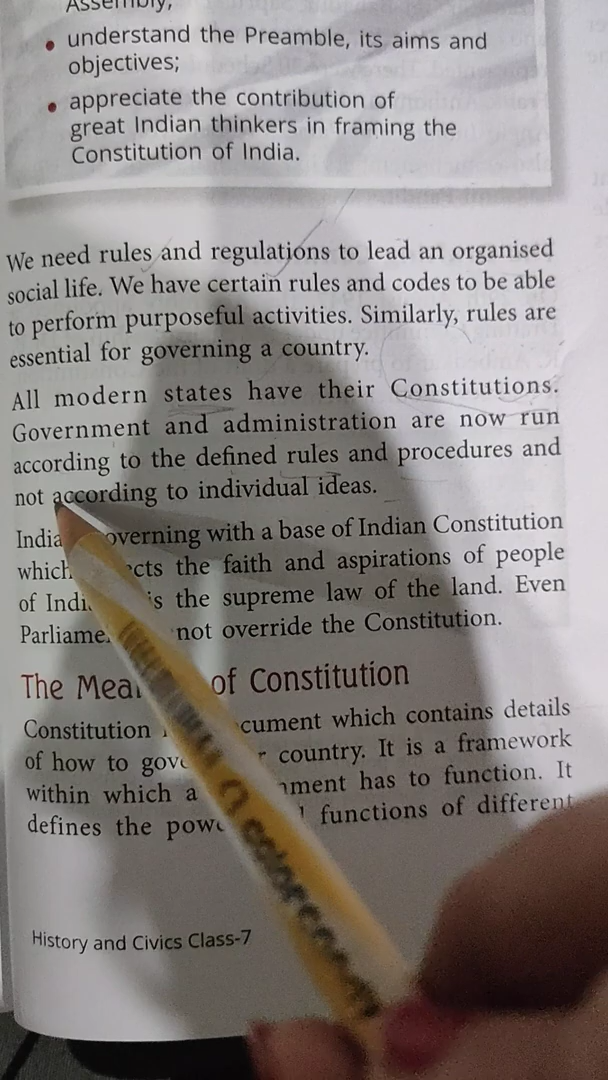 Assembly;
• understand the Preamble, its aims and
objectives;
• appreciate the contribution of
great Indian thinkers in framing the
Constitution of India.
We need rules and regulations to lead an organised
social life. We have certain rules and codes to be able
to perform purposeful activities. Similarly, rules are
essential for governing a country.
All modern states have their Constitutions.
Government and administration are now run
according to the defined rules and procedures and
not according to individual ideas.
India overning with a base of Indian Constitution
which cts the faith and aspirations of people
of Indi is the supreme law of the land. Even
Parliame not override the Constitution.
The Mea of Constitution
Constitution cument which contains details
of how to gove r country. It is a framework
within which a nment has to function. It
defines the pow functions of different
History and Civics Class-7